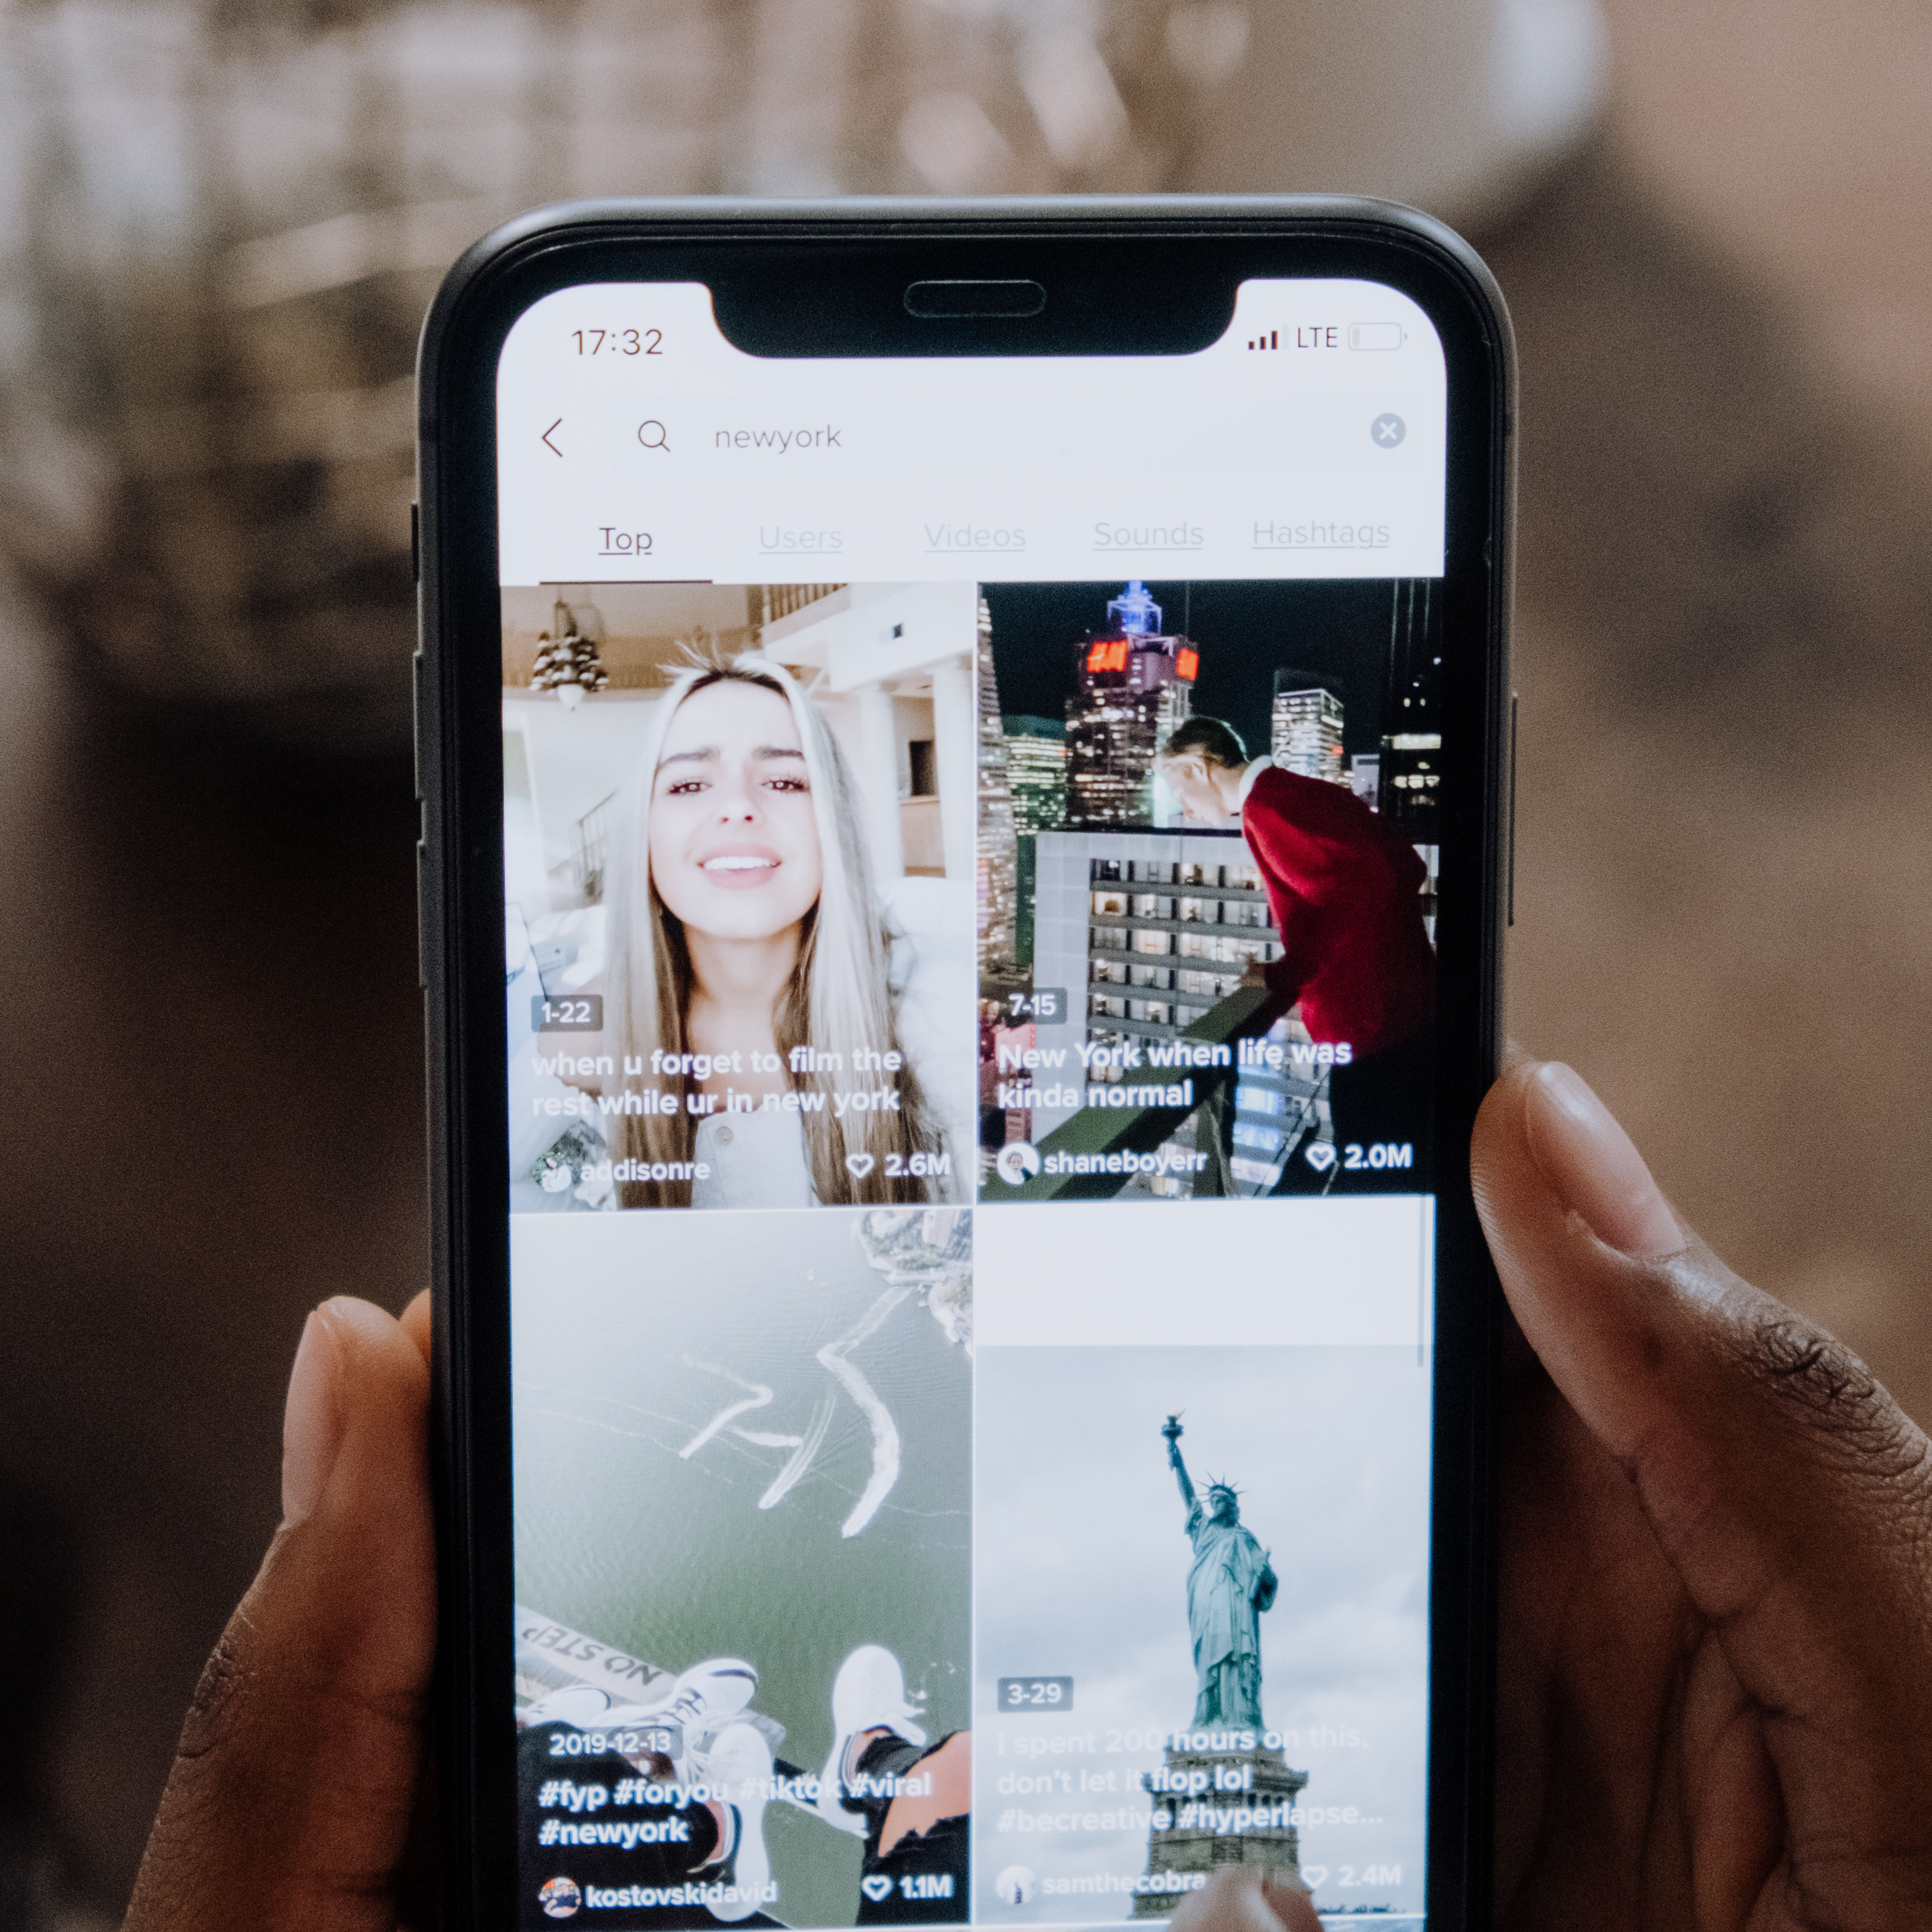 17:32
LTE
newyork
Top Users Videos Sounds Hashtags
H&M
1-22
when u forget to film the
rest while ur in new york
addisonre 2.6M
7-15
New York when life was
kinda normal
shaneboyerr 2.0M
NO STEP
2019-12-13
#fyp #foryou #tiktok #viral
#newyork
kostovskidavid 1.1M
3-29
I spent 200 hours on this,
don't let it flop lol
#becreative #hyperlapse...
samthecobra 2.4M